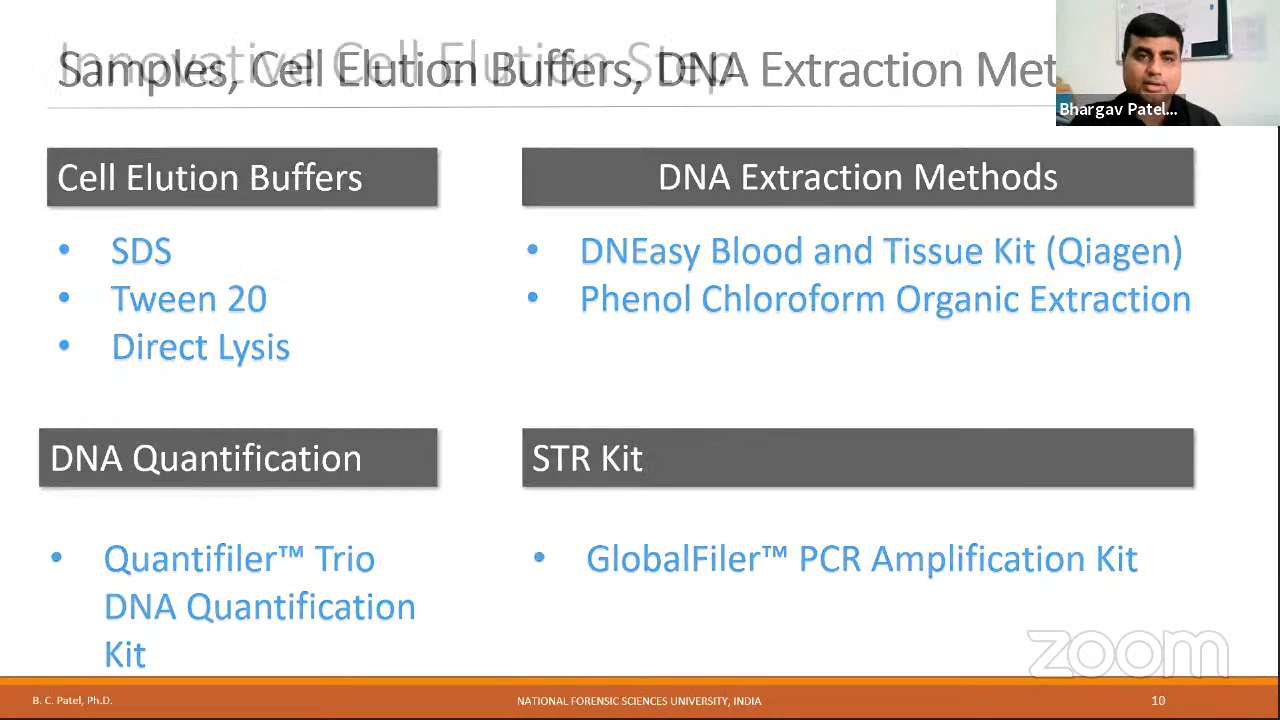 Innovative Cell Elution Step
Samples, Cell Elution Buffers, DNA Extraction Met
Bhargav Patel...
Cell Elution Buffers
DNA Extraction Methods
• SDS
• Tween 20
• Direct Lysis
• DNEasy Blood and Tissue Kit (Qiagen)
• Phenol Chloroform Organic Extraction
DNA Quantification
STR Kit
• Quantifiler™ Trio
DNA Quantification
Kit
• GlobalFiler™ PCR Amplification Kit
zoom
B. C. Patel, Ph.D.
NATIONAL FORENSIC SCIENCES UNIVERSITY, INDIA
10